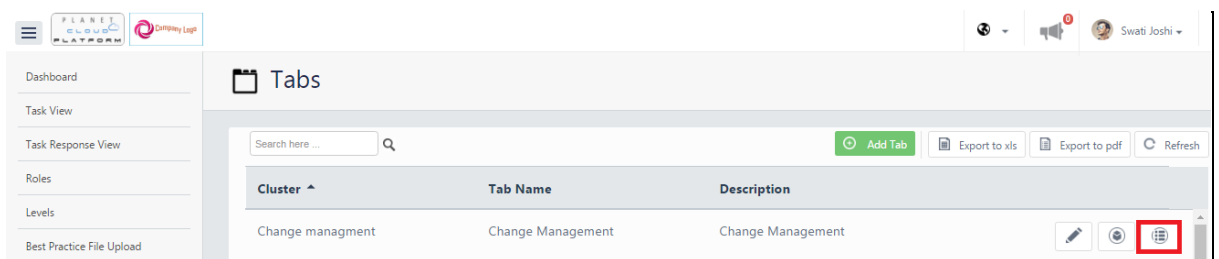 PLANET
CLOUD
PLATFORM
Company Logo
0
Swati Joshi
Dashboard
Task View
Task Response View
Roles
Levels
Best Practice File Upload
Tabs
Search here ...
Add Tab
Export to xls
Export to pdf
Refresh
Cluster Tab Name Description
Change managment Change Management Change Management